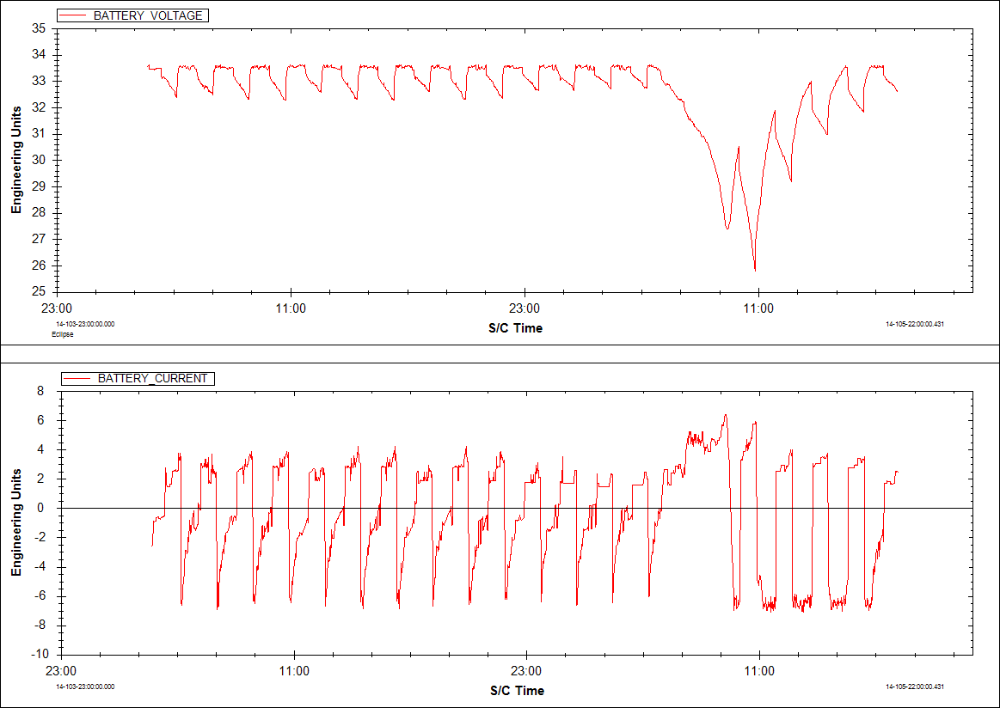 BATTERY_VOLTAGE
35
34
33
32
31
30
29
28
27
26
25
Engineering Units
23:00 11:00 23:00 11:00
14-103-23:00:00.000 S/C Time 14-105-22:00:00.431
Eclipse
BATTERY_CURRENT
8
6
4
2
0
-2
-4
-6
-8
-10
Engineering Units
23:00 11:00 23:00 11:00
14-103-23:00:00.000 S/C Time 14-105-22:00:00.431